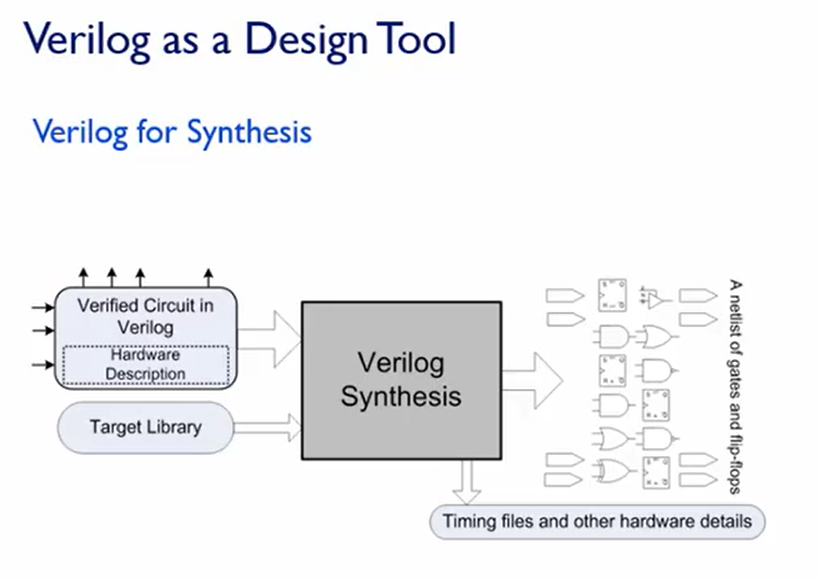 Verilog as a Design Tool
Verilog for Synthesis
Verified Circuit in
Verilog
Hardware
Description
Target Library
Verilog
Synthesis
A netlist of gates and flip-flops
Timing files and other hardware details